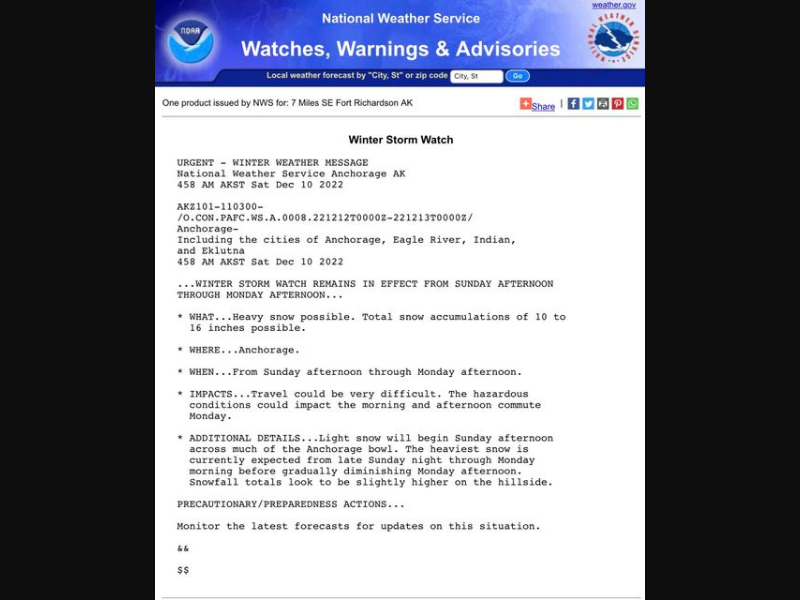 weather.gov
NOAA
National Weather Service
Watches, Warnings & Advisories
Local weather forecast by "City, St" or zip code City, St Go
One product issued by NWS for: 7 Miles SE Fort Richardson AK
Share |
Winter Storm Watch
URGENT - WINTER WEATHER MESSAGE
National Weather Service Anchorage AK
458 AM AKST Sat Dec 10 2022
AKZ101-110300-
/O.CON.PAFC.WS.A.0008.221212T0000Z-221213T0000Z/
Anchorage-
Including the cities of Anchorage, Eagle River, Indian,
and Eklutna
458 AM AKST Sat Dec 10 2022
...WINTER STORM WATCH REMAINS IN EFFECT FROM SUNDAY AFTERNOON
THROUGH MONDAY AFTERNOON...
* WHAT...Heavy snow possible. Total snow accumulations of 10 to
16 inches possible.
* WHERE...Anchorage.
* WHEN...From Sunday afternoon through Monday afternoon.
* IMPACTS...Travel could be very difficult. The hazardous
conditions could impact the morning and afternoon commute
Monday.
* ADDITIONAL DETAILS...Light snow will begin Sunday afternoon
across much of the Anchorage bowl. The heaviest snow is
currently expected from late Sunday night through Monday
morning before gradually diminishing Monday afternoon.
Snowfall totals look to be slightly higher on the hillside.
PRECAUTIONARY/PREPAREDNESS ACTIONS...
Monitor the latest forecasts for updates on this situation.
&&
$$